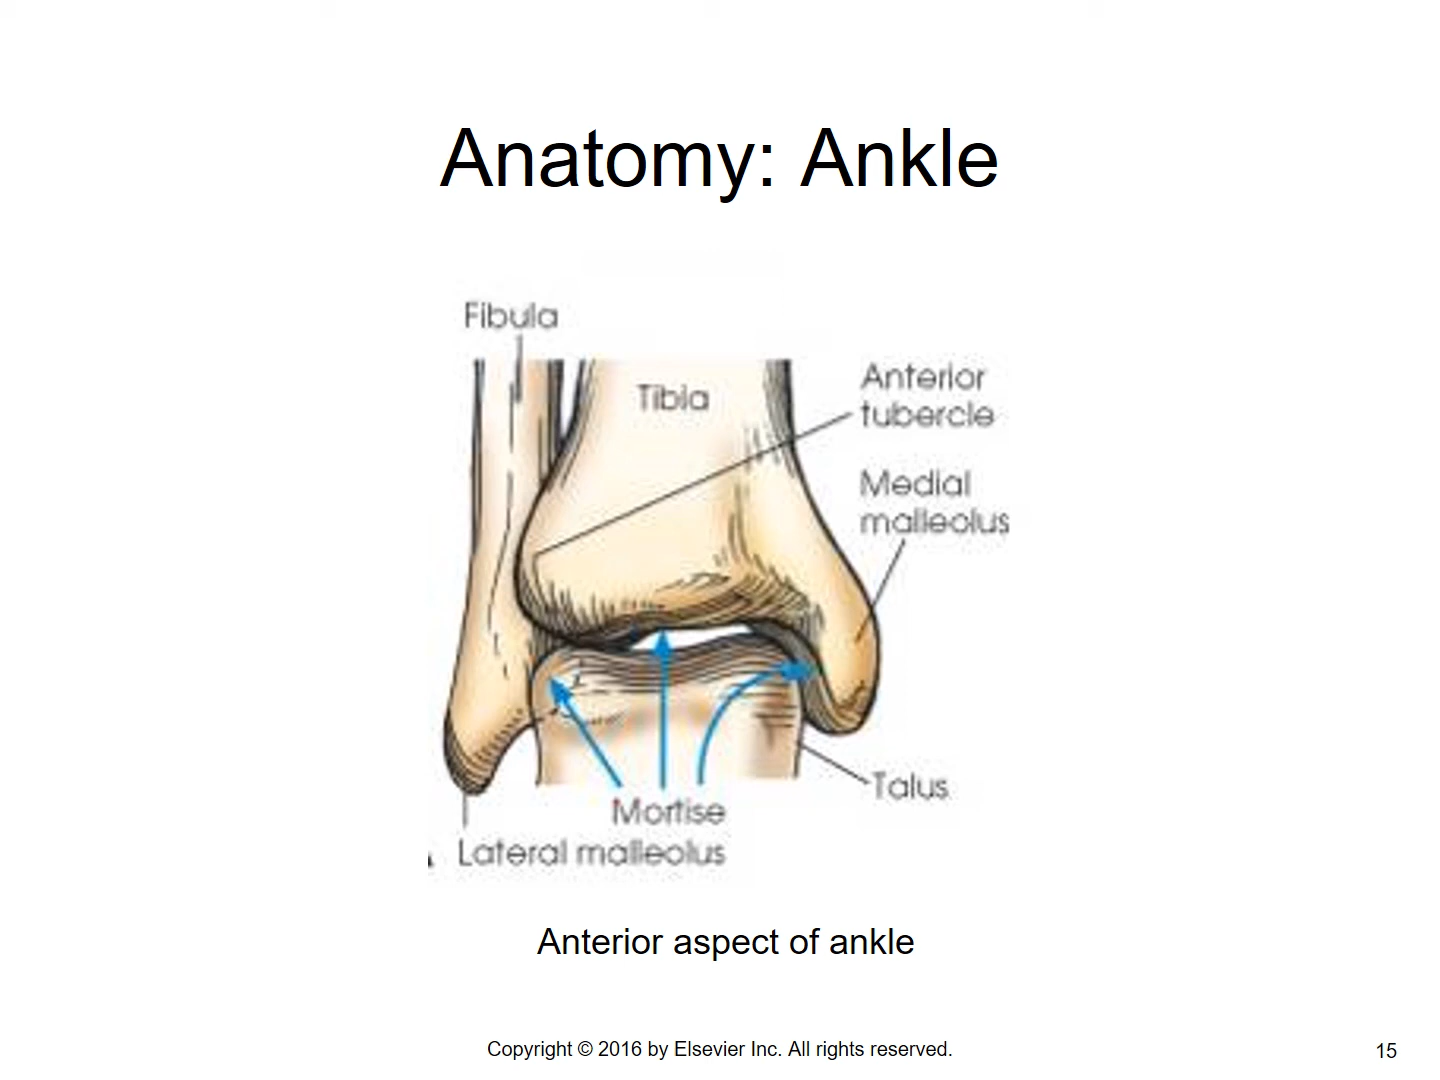 Anatomy: Ankle
Fibula
Tibia
Anterior
tubercle
Medial
malleolus
Talus
Mortise
Lateral malleolus
Anterior aspect of ankle
Copyright © 2016 by Elsevier Inc. All rights reserved.
15